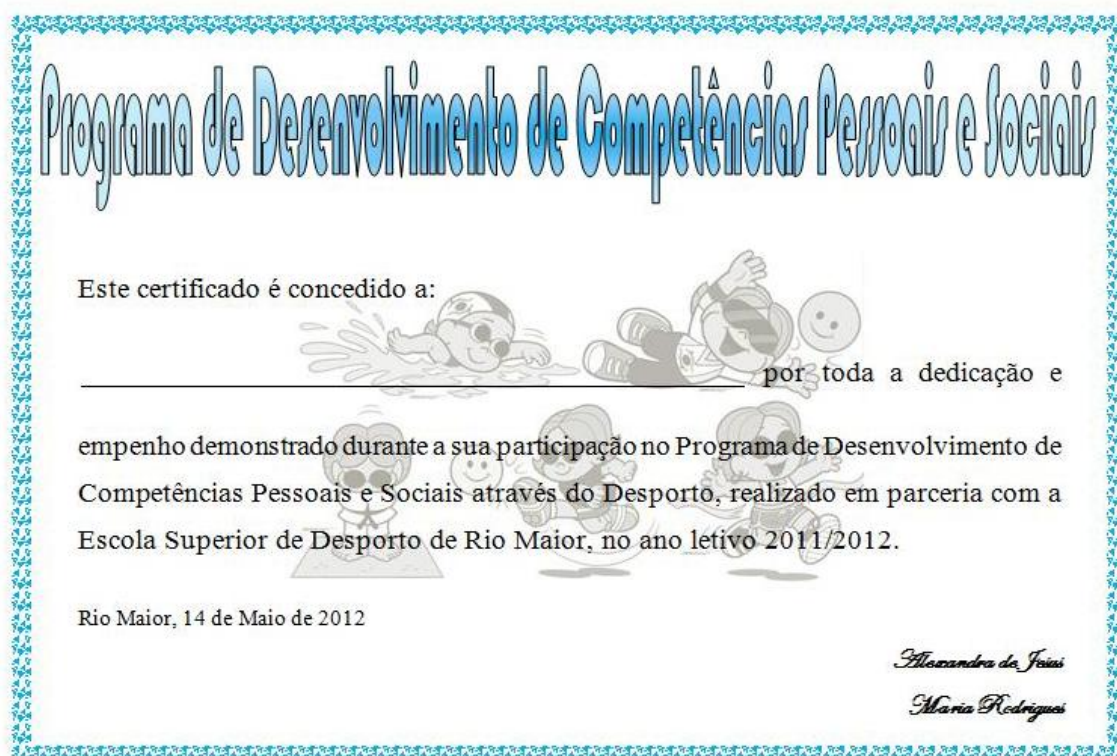 Programa de Desenvolvimento de Competências Pessoais e Sociais
Este certificado é concedido a:
por toda a dedicação e
empenho demonstrado durante a sua participação no Programa de Desenvolvimento de
Competências Pessoais e Sociais através do Desporto, realizado em parceria com a
Escola Superior de Desporto de Rio Maior, no ano letivo 2011/2012.
Rio Maior, 14 de Maio de 2012
Alexandra de Jesus
Maria Rodrigues